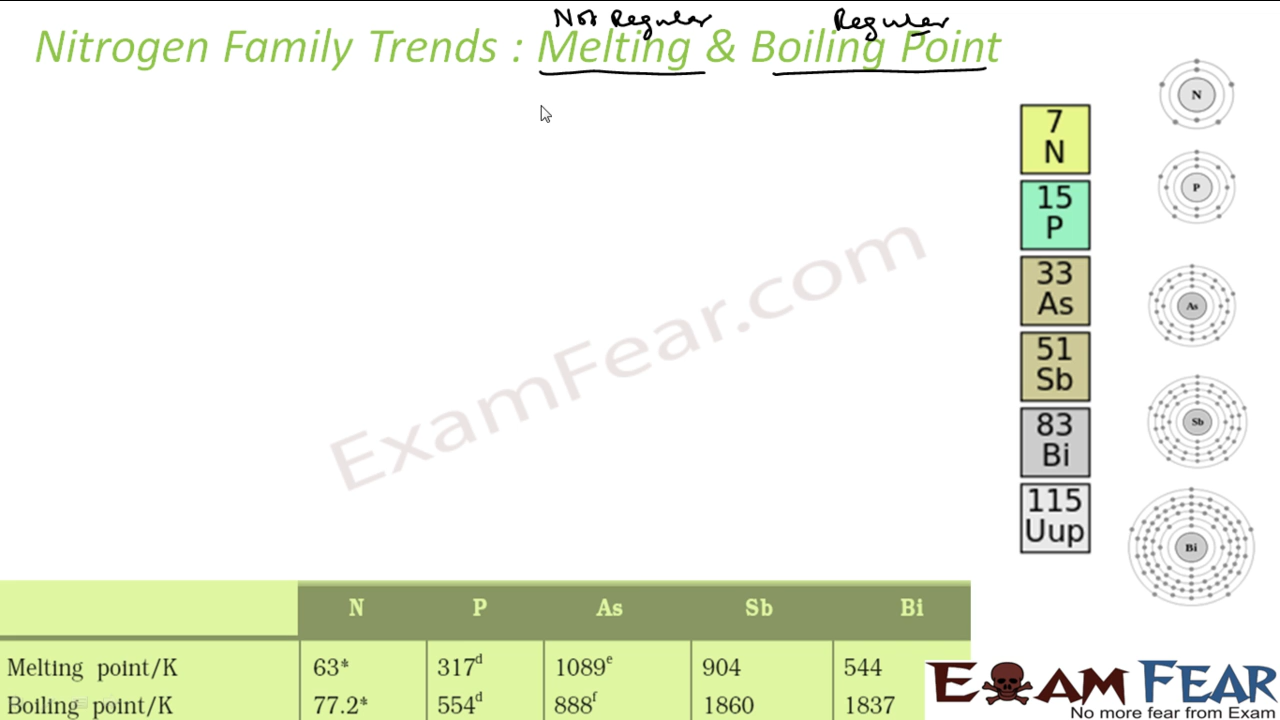 Not Regular Regular
Nitrogen Family Trends : Melting & Boiling Point
N
7
N
P
15
P
33
As
As
51
Sb
Sb
83
Bi
115
Uup
Bi
ExamFear.com
N P As Sb Bi
Melting point/K 63* 317d 1089e 904 544
Boiling point/K 77.2* 554d 888f 1860 1837
EXAM FEAR
No more fear from Exam